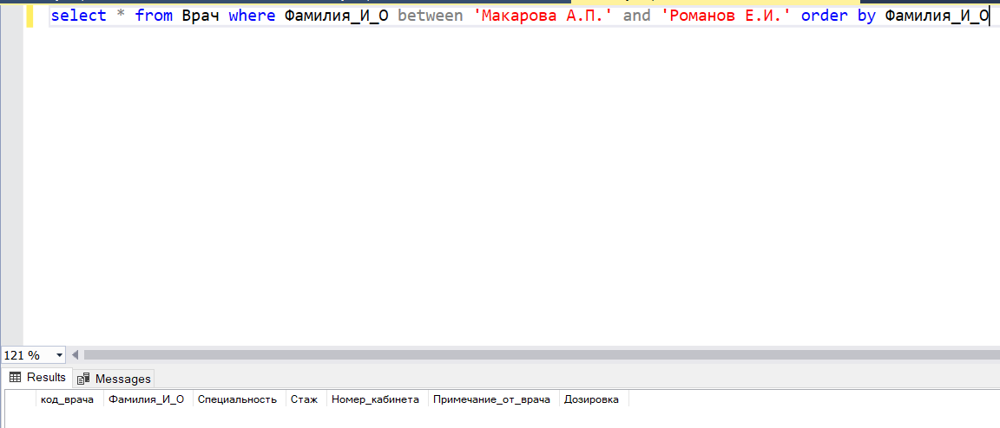 select * from Врач where Фамилия_И_О between 'Макарова А.П.' and 'Романов Е.И.' order by Фамилия_И_О
121 %
Results Messages
код_врача Фамилия_И_О Специальность Стаж Номер_кабинета Примечание_от_врача Дозировка